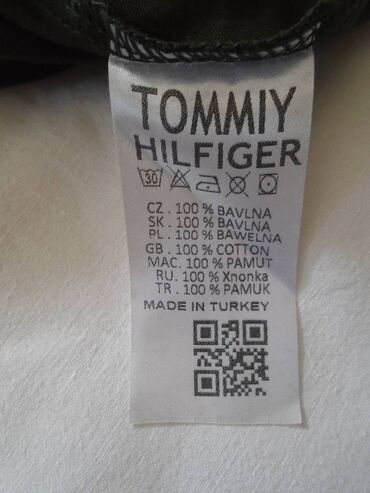 TOMMIY
HILFIGER
30
CZ . 100 % BAVLNA
SK . 100 % BAVLNA
PL . 100 % BAWELNA
GB . 100 % COTTON
MAC. 100 % PAMUT
RU. 100 % Xnonka
TR . 100 % PAMUK
MADE IN TURKEY